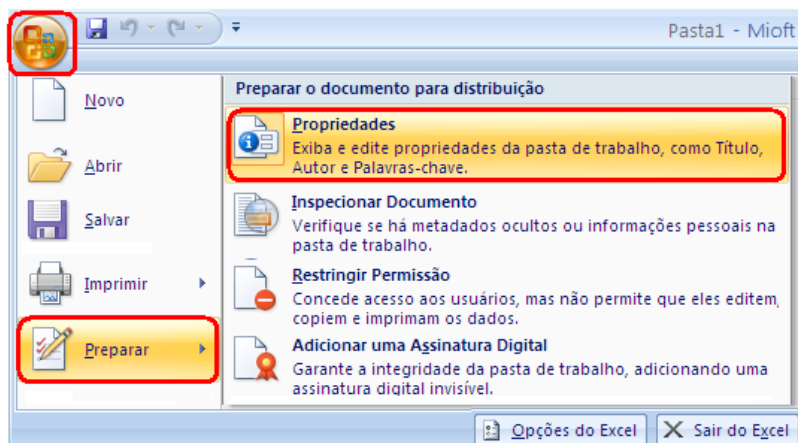 Pasta1 - Mioft
Novo
Abrir
Salvar
Imprimir
Preparar
Preparar o documento para distribuição
Propriedades
Exiba e edite propriedades da pasta de trabalho, como Título,
Autor e Palavras-chave.
Inspecionar Documento
Verifique se há metadados ocultos ou informações pessoais na
pasta de trabalho.
Restringir Permissão
Concede acesso aos usuários, mas não permite que eles editem,
copiem e imprimam os dados.
Adicionar uma Assinatura Digital
Garante a integridade da pasta de trabalho, adicionando uma
assinatura digital invisível.
Opções do Excel
Sair do Excel